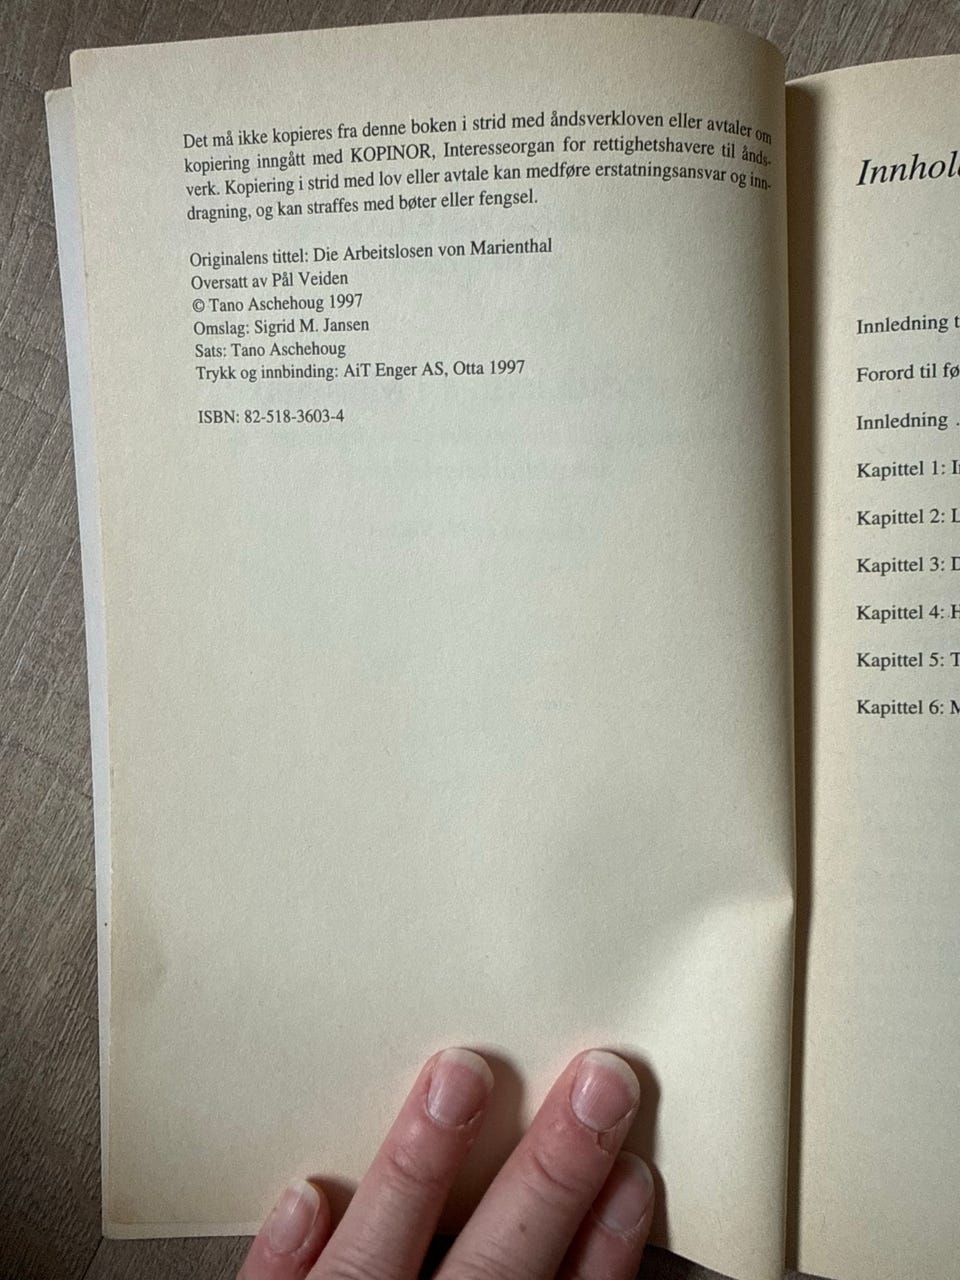 Det må ikke kopieres fra denne boken i strid med åndsverkloven eller avtaler om
kopiering inngått med KOPINOR, Interesseorgan for rettighetshavere til ånds-
verk. Kopiering i strid med lov eller avtale kan medføre erstatningsansvar og inn-
dragning, og kan straffes med bøter eller fengsel.
Originalens tittel: Die Arbeitslosen von Marienthal
Oversatt av Pål Veiden
© Tano Aschehoug 1997
Omslag: Sigrid M. Jansen
Sats: Tano Aschehoug
Trykk og innbinding: AiT Enger AS, Otta 1997
ISBN: 82-518-3603-4
Innledning
Forord til
Innledning .
Kapittel 1:
Kapittel 2:
Kapittel 3:
Kapittel 4:
Kapittel 5:
Kapittel 6: